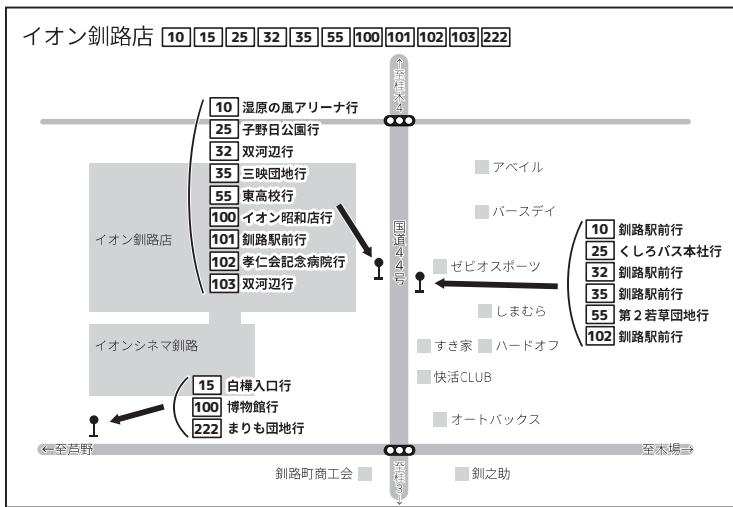 イオン釧路店 10 15 25 32 35 55 100 101 102 103 222
↑至桂木4
10 湿原の風アリーナ行
25 子野日公園行
32 双河辺行
35 三映団地行
55 東高校行
100 イオン昭和店行
101 釧路駅前行
102 孝仁会記念病院行
103 双河辺行
イオン釧路店
国道44号
アベイル
バースデイ
ゼビオスポーツ
しまむら
すき家
ハードオフ
快活CLUB
オートバックス
10 釧路駅前行
25 くしろバス本社行
32 釧路駅前行
35 釧路駅前行
55 第2若草団地行
102 釧路駅前行
イオンシネマ釧路
15 白樺入口行
100 博物館行
222 まりも団地行
←至芦野
至木場→
釧路町商工会
至桂3↓
釧之助